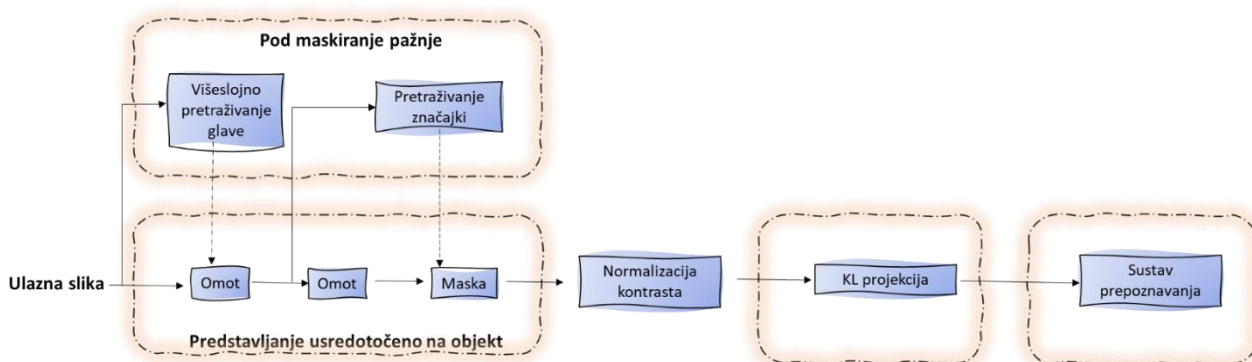 Pod maskiranje pažnje
Višeslojno
pretraživanje
glave
Pretraživanje
značajki
Ulazna slika
Omot
Omot
Maska
Normalizacija
kontrasta
KL projekcija
Sustav
prepoznavanja
Predstavljanje usredotočeno na objekt